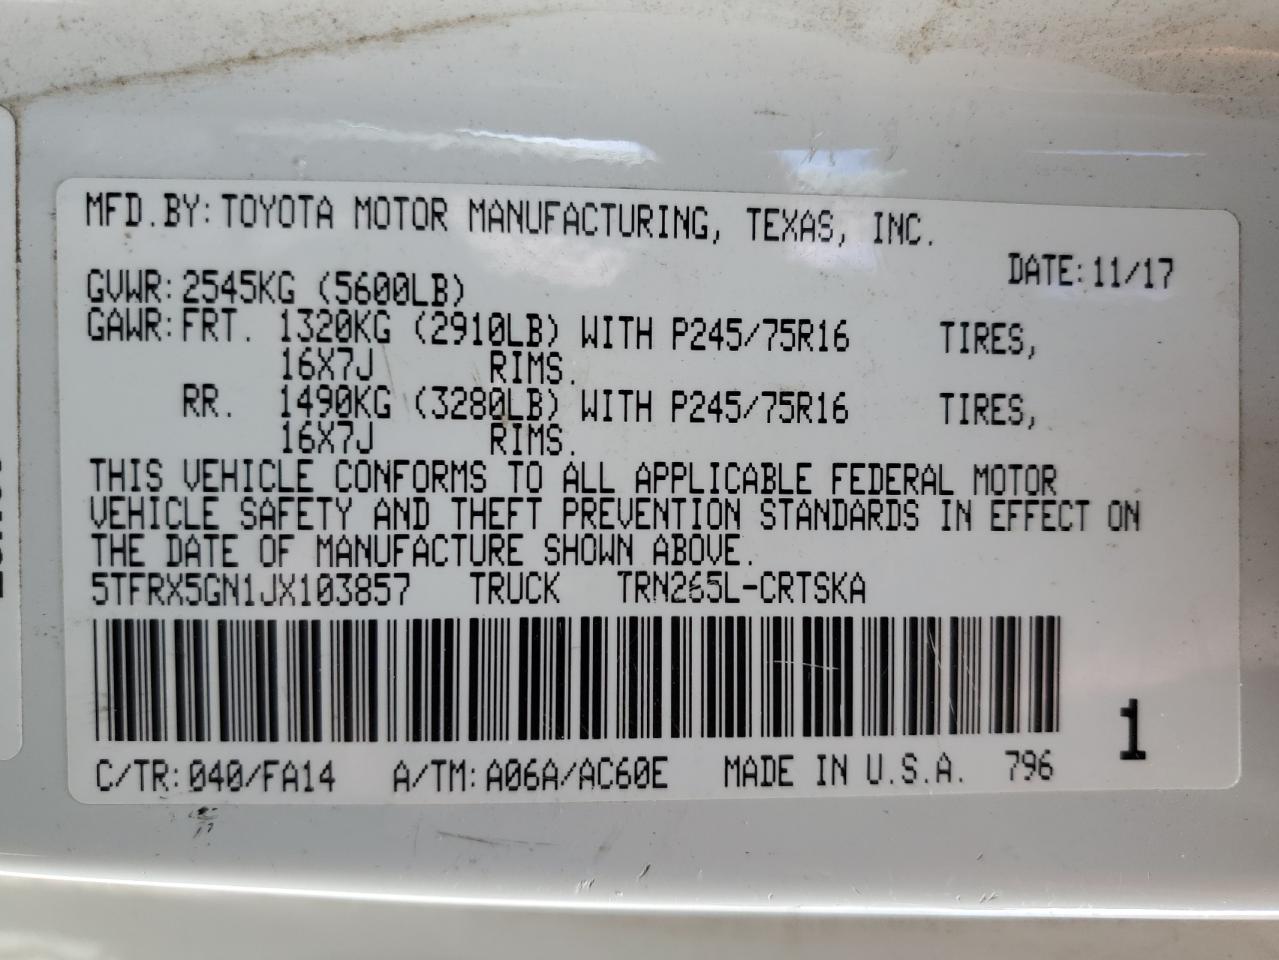 MFD.BY:TOYOTA MOTOR MANUFACTURING, TEXAS, INC.
DATE:11/17
GVWR:2545KG (5600LB)
GAWR:FRT. 1320KG (2910LB) WITH P245/75R16 TIRES,
16X7J RIMS.
RR. 1490KG (3280LB) WITH P245/75R16 TIRES,
16X7J RIMS.
THIS VEHICLE CONFORMS TO ALL APPLICABLE FEDERAL MOTOR
VEHICLE SAFETY AND THEFT PREVENTION STANDARDS IN EFFECT ON
THE DATE OF MANUFACTURE SHOWN ABOVE.
5TFRX5GN1JX103857 TRUCK TRN265L-CRTSKA
1
C/TR:040/FA14 A/TM:A06A/AC60E MADE IN U.S.A. 796